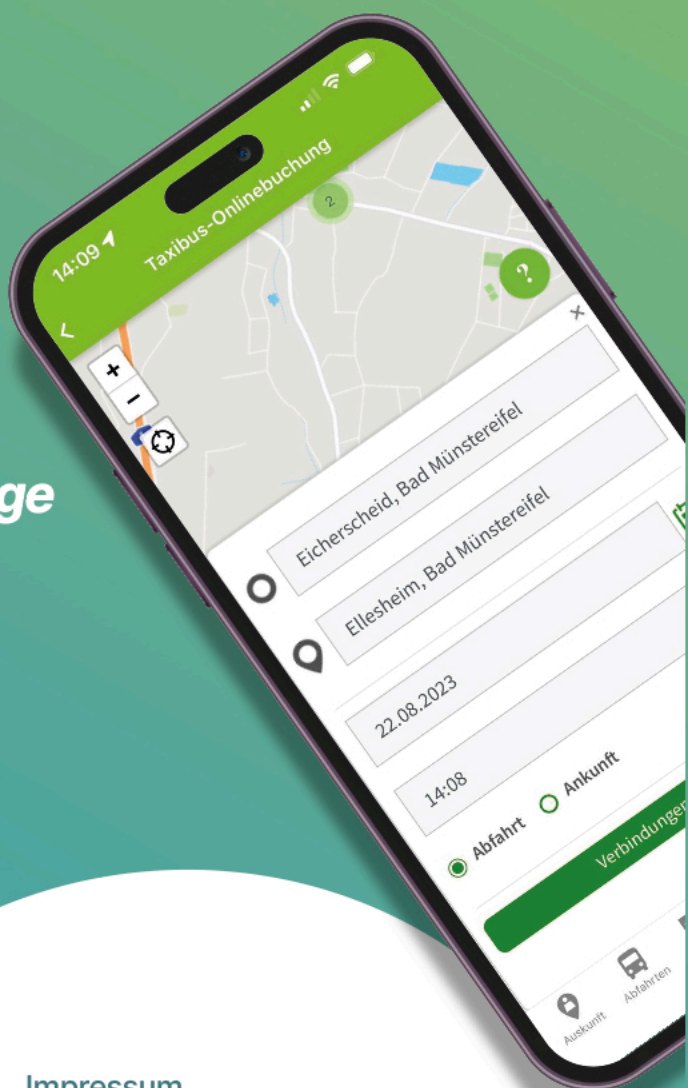 14:09
Taxibus-Onlinebuchung
2
?
+
−
ge
Eicherscheid, Bad Münstereifel
Ellesheim, Bad Münstereifel
22.08.2023
14:08
Abfahrt Ankunft
Verbindungen
Auskunft Abfahrten
Impressum